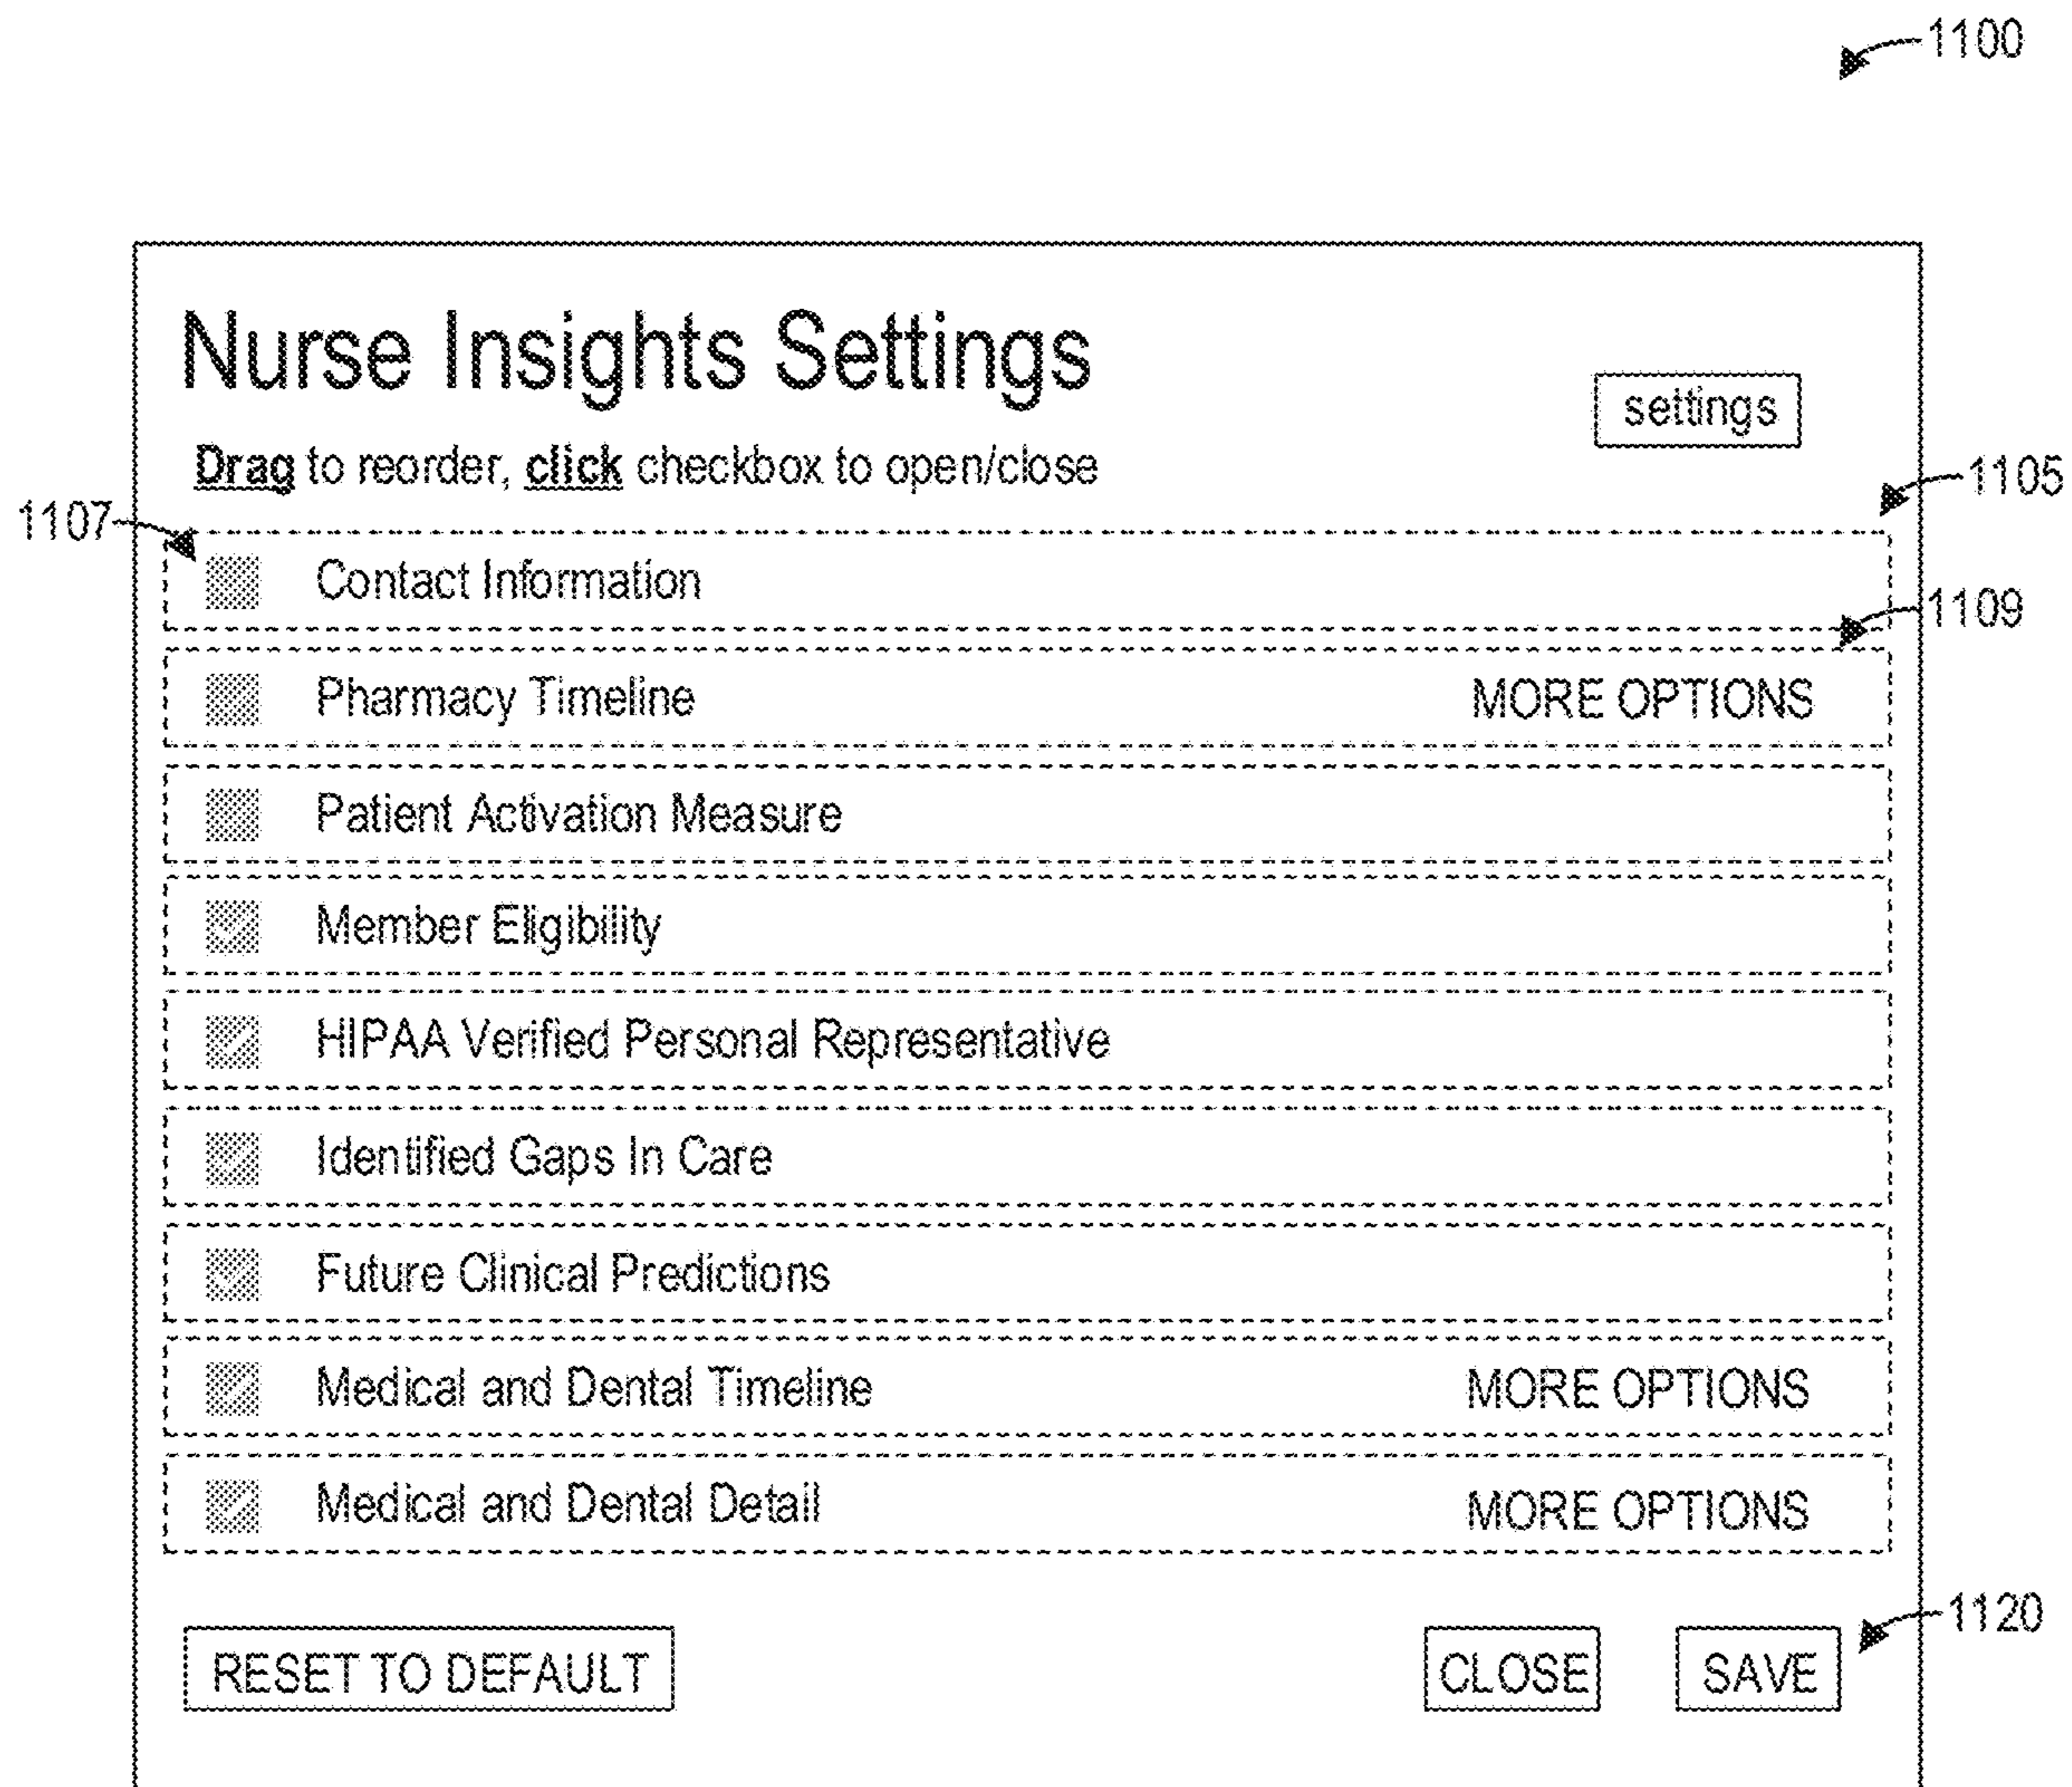 1100
Nurse Insights Settings
settings
Drag to reorder, click checkbox to open/close
1105
1107
Contact Information
1109
Pharmacy Timeline MORE OPTIONS
Patient Activation Measure
Member Eligibility
HIPAA Verified Personal Representative
Identified Gaps In Care
Future Clinical Predictions
Medical and Dental Timeline MORE OPTIONS
Medical and Dental Detail MORE OPTIONS
1120
RESET TO DEFAULT CLOSE SAVE